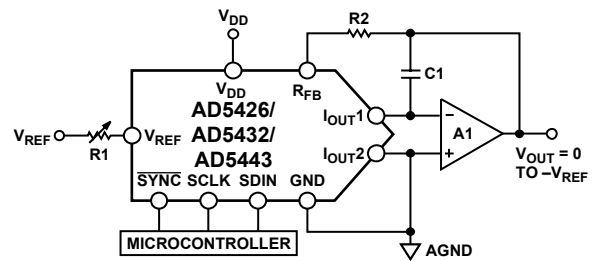 VDD
R2
C1
VDD
RFB
AD5426/
AD5432/
AD5443
IOUT1
–
A1
VREF
R1
VREF
IOUT2
+
VOUT = 0
TO –VREF
SYNC SCLK SDIN GND
MICROCONTROLLER
AGND